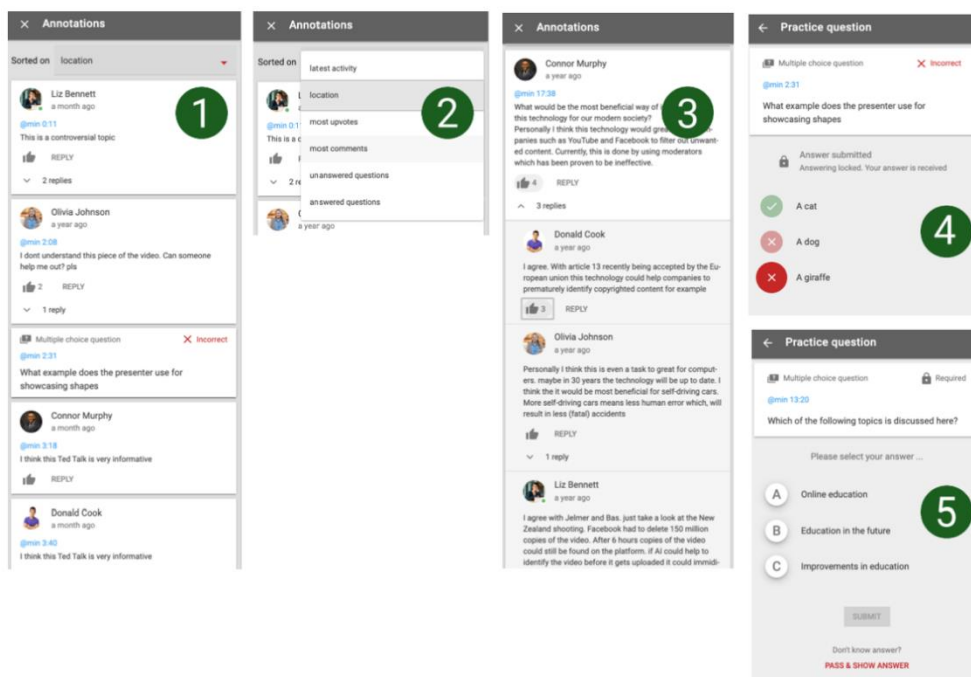 × Annotations
Sorted on location
Liz Bennett
a month ago
@min 0:11
This is a controversial topic
REPLY
2 replies
Olivia Johnson
a year ago
@min 2:08
I dont understand this piece of the video. Can someone
help me out? pls
2 REPLY
1 reply
Multiple choice question × Incorrect
@min 2:31
What example does the presenter use for
showcasing shapes
Connor Murphy
a month ago
@min 3:18
I think this Ted Talk is very informative
REPLY
Donald Cook
a month ago
@min 3:40
I think this Ted Talk is very informative
1
× Annotations
Sorted on
latest activity
location
most upvotes
most comments
unanswered questions
answered questions
@min 0:1
This is a
2
a year ago
× Annotations
Connor Murphy
a year ago
@min 17:38
What would be the most beneficial way of
this technology for our modern society?
Personally I think this technology would
panies such as YouTube and Facebook to filter out unwant-
ed content. Currently, this is done by using moderators
which has been proven to be ineffective.
4 REPLY
3 replies
Donald Cook
a year ago
I agree. With article 13 recently being accepted by the Eu-
ropean union this technology could help companies to
prematurely identify copyrighted content for example
3 REPLY
Olivia Johnson
a year ago
Personally I think this is even a task to great for comput-
ers. maybe in 30 years the technology will be up to date. I
think the it would be most beneficial for self-driving cars.
More self-driving cars means less human error which, will
result in less (fatal) accidents
REPLY
1 reply
Liz Bennett
a year ago
I agree with Jelmer and Bas. just take a look at the New
Zealand shooting. Facebook had to delete 150 million
copies of the video. After 6 hours copies of the video
could still be found on the platform. if AI could help to
identify the video before it gets uploaded it could immidi-
3
← Practice question
Multiple choice question × Incorrect
@min 2:31
What example does the presenter use for
showcasing shapes
Answer submitted
Answering locked. Your answer is received
A cat
A dog
A giraffe
4
← Practice question
Multiple choice question Required
@min 13:20
Which of the following topics is discussed here?
Please select your answer ...
A Online education
B Education in the future
C Improvements in education
SUBMIT
Don't know answer?
PASS & SHOW ANSWER
5